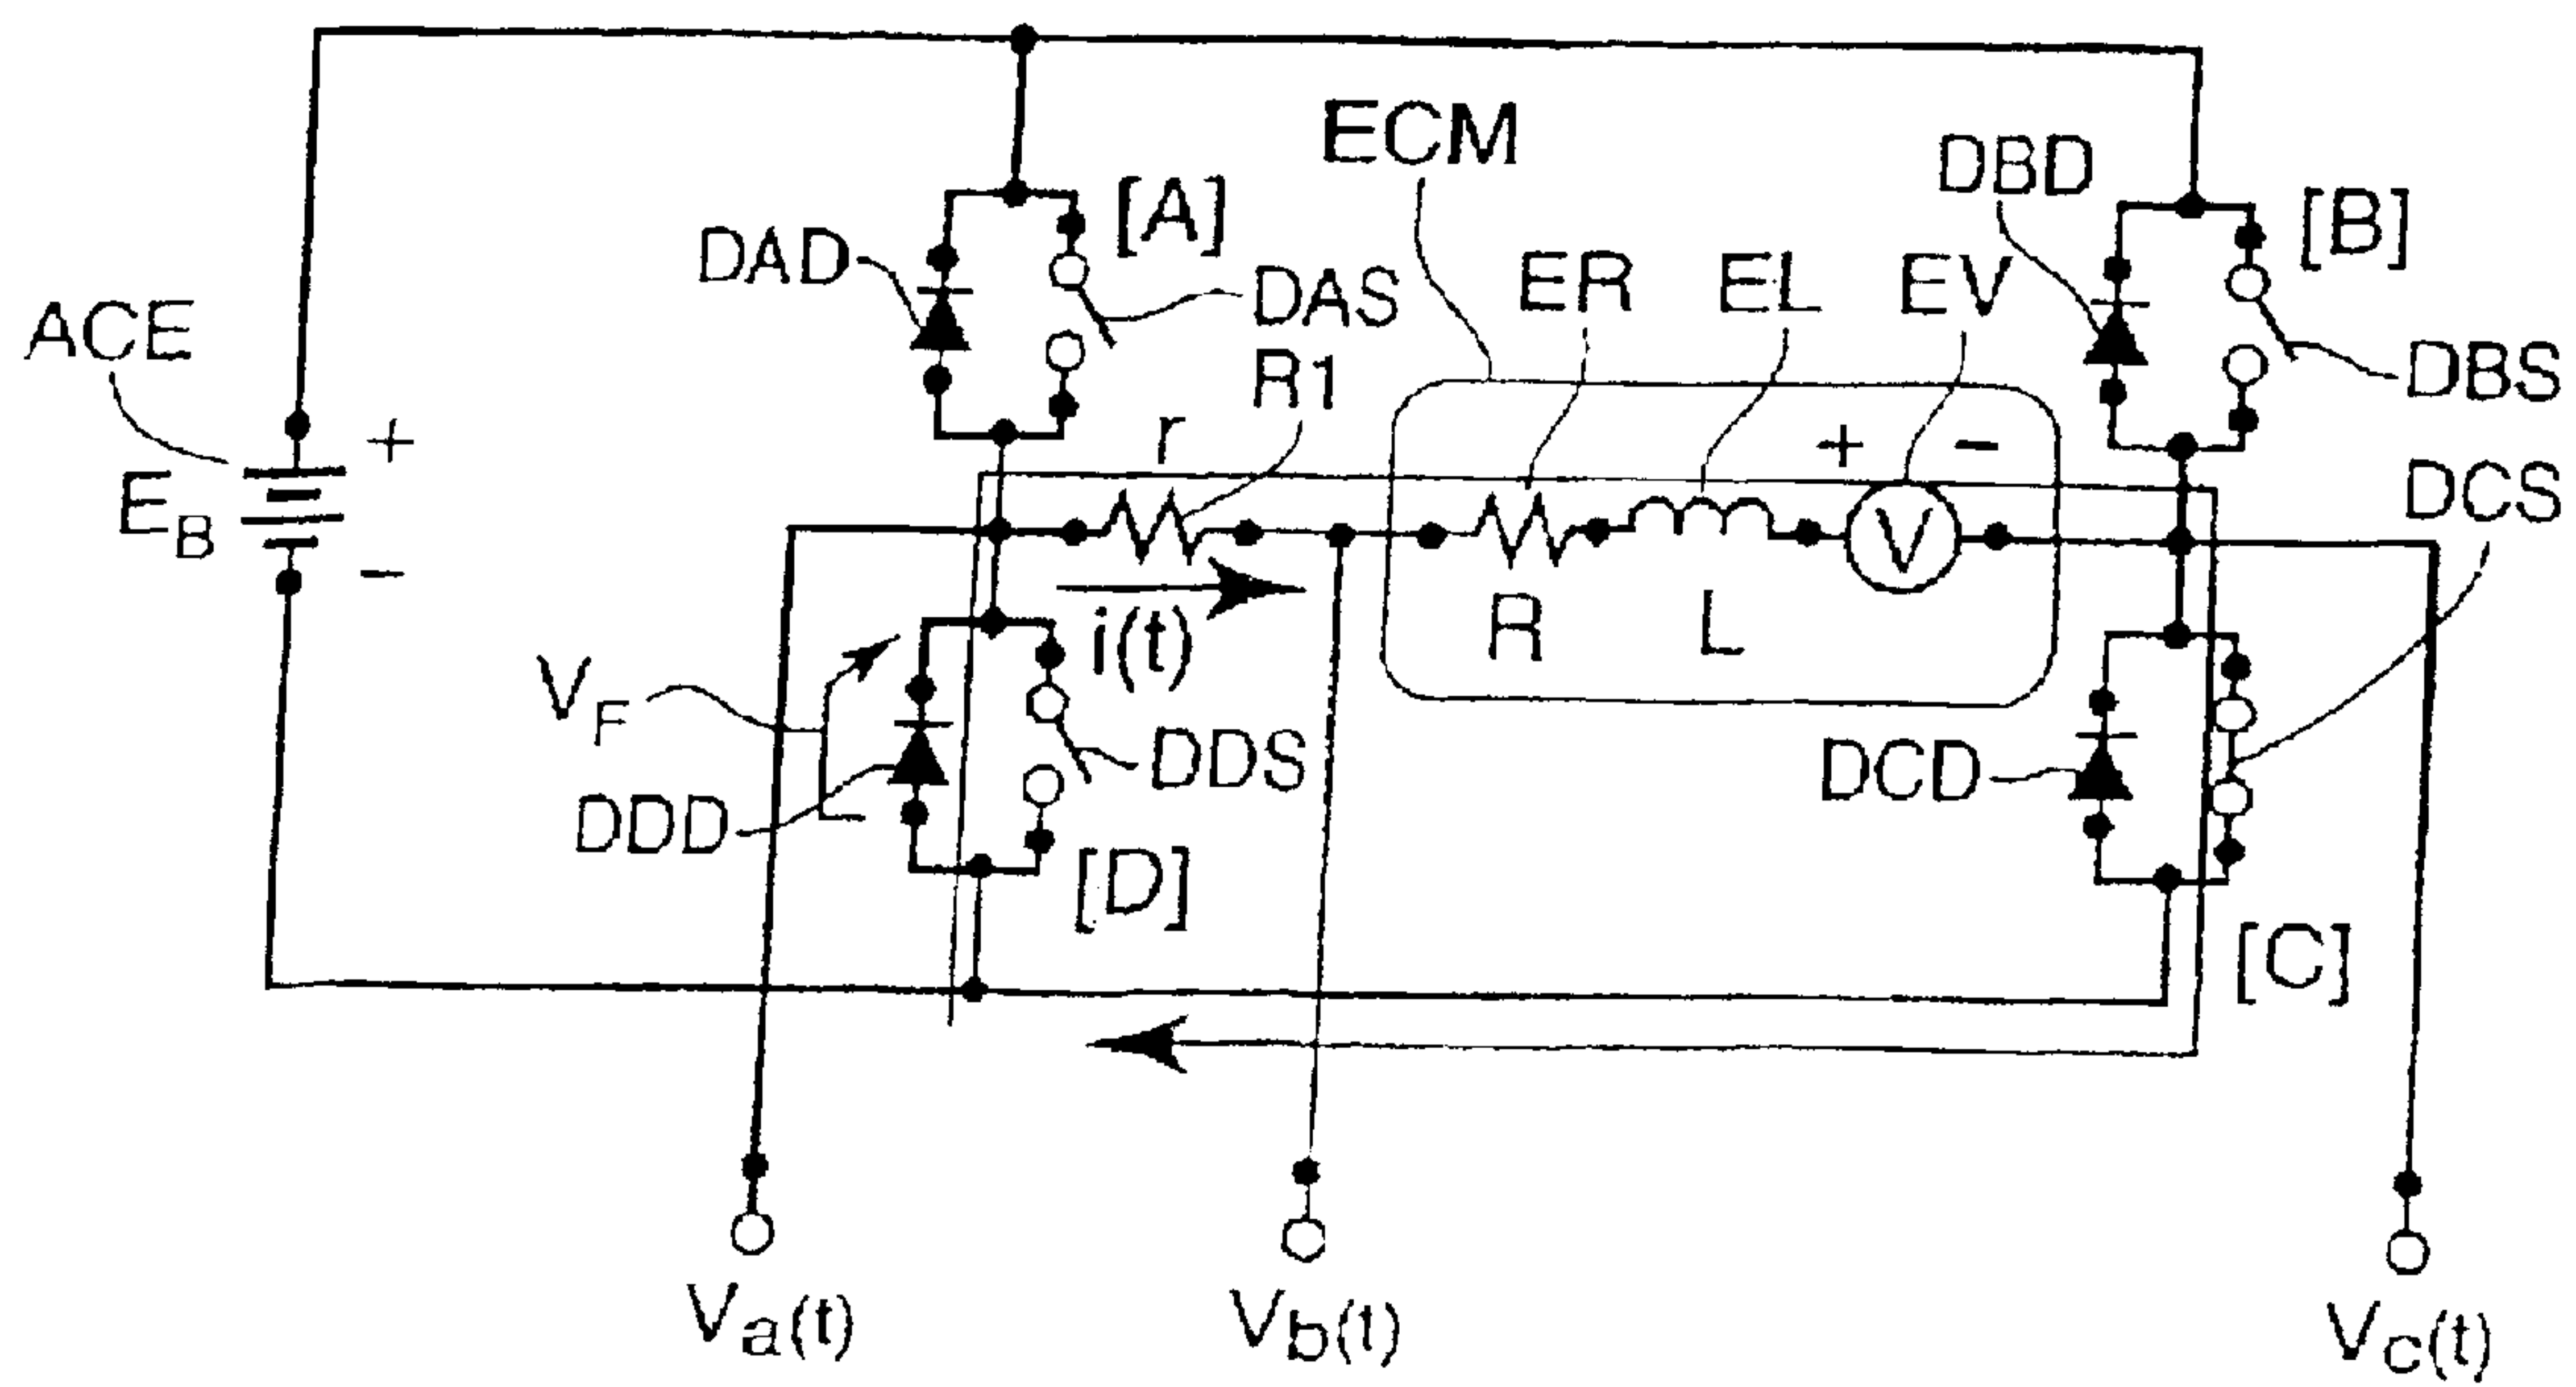 ECM
DBD
[A]
[B]
DAD
ER
EL
EV
DAS
ACE
R1
DBS
+
r
+
−
DCS
E_B
V
−
i(t)
R
L
V_F
DDS
DCD
DDD
[D]
[C]
V_a(t)
V_b(t)
V_c(t)